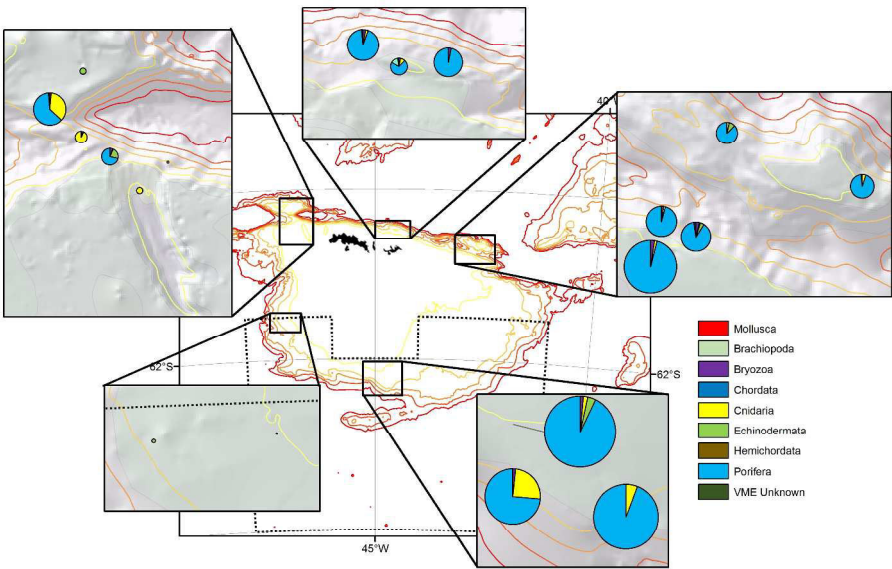 40°
Mollusca
Brachiopoda
Bryozoa
Chordata
62°S
62°S
Cnidaria
Echinodermata
Hemichordata
Porifera
VME Unknown
45°W